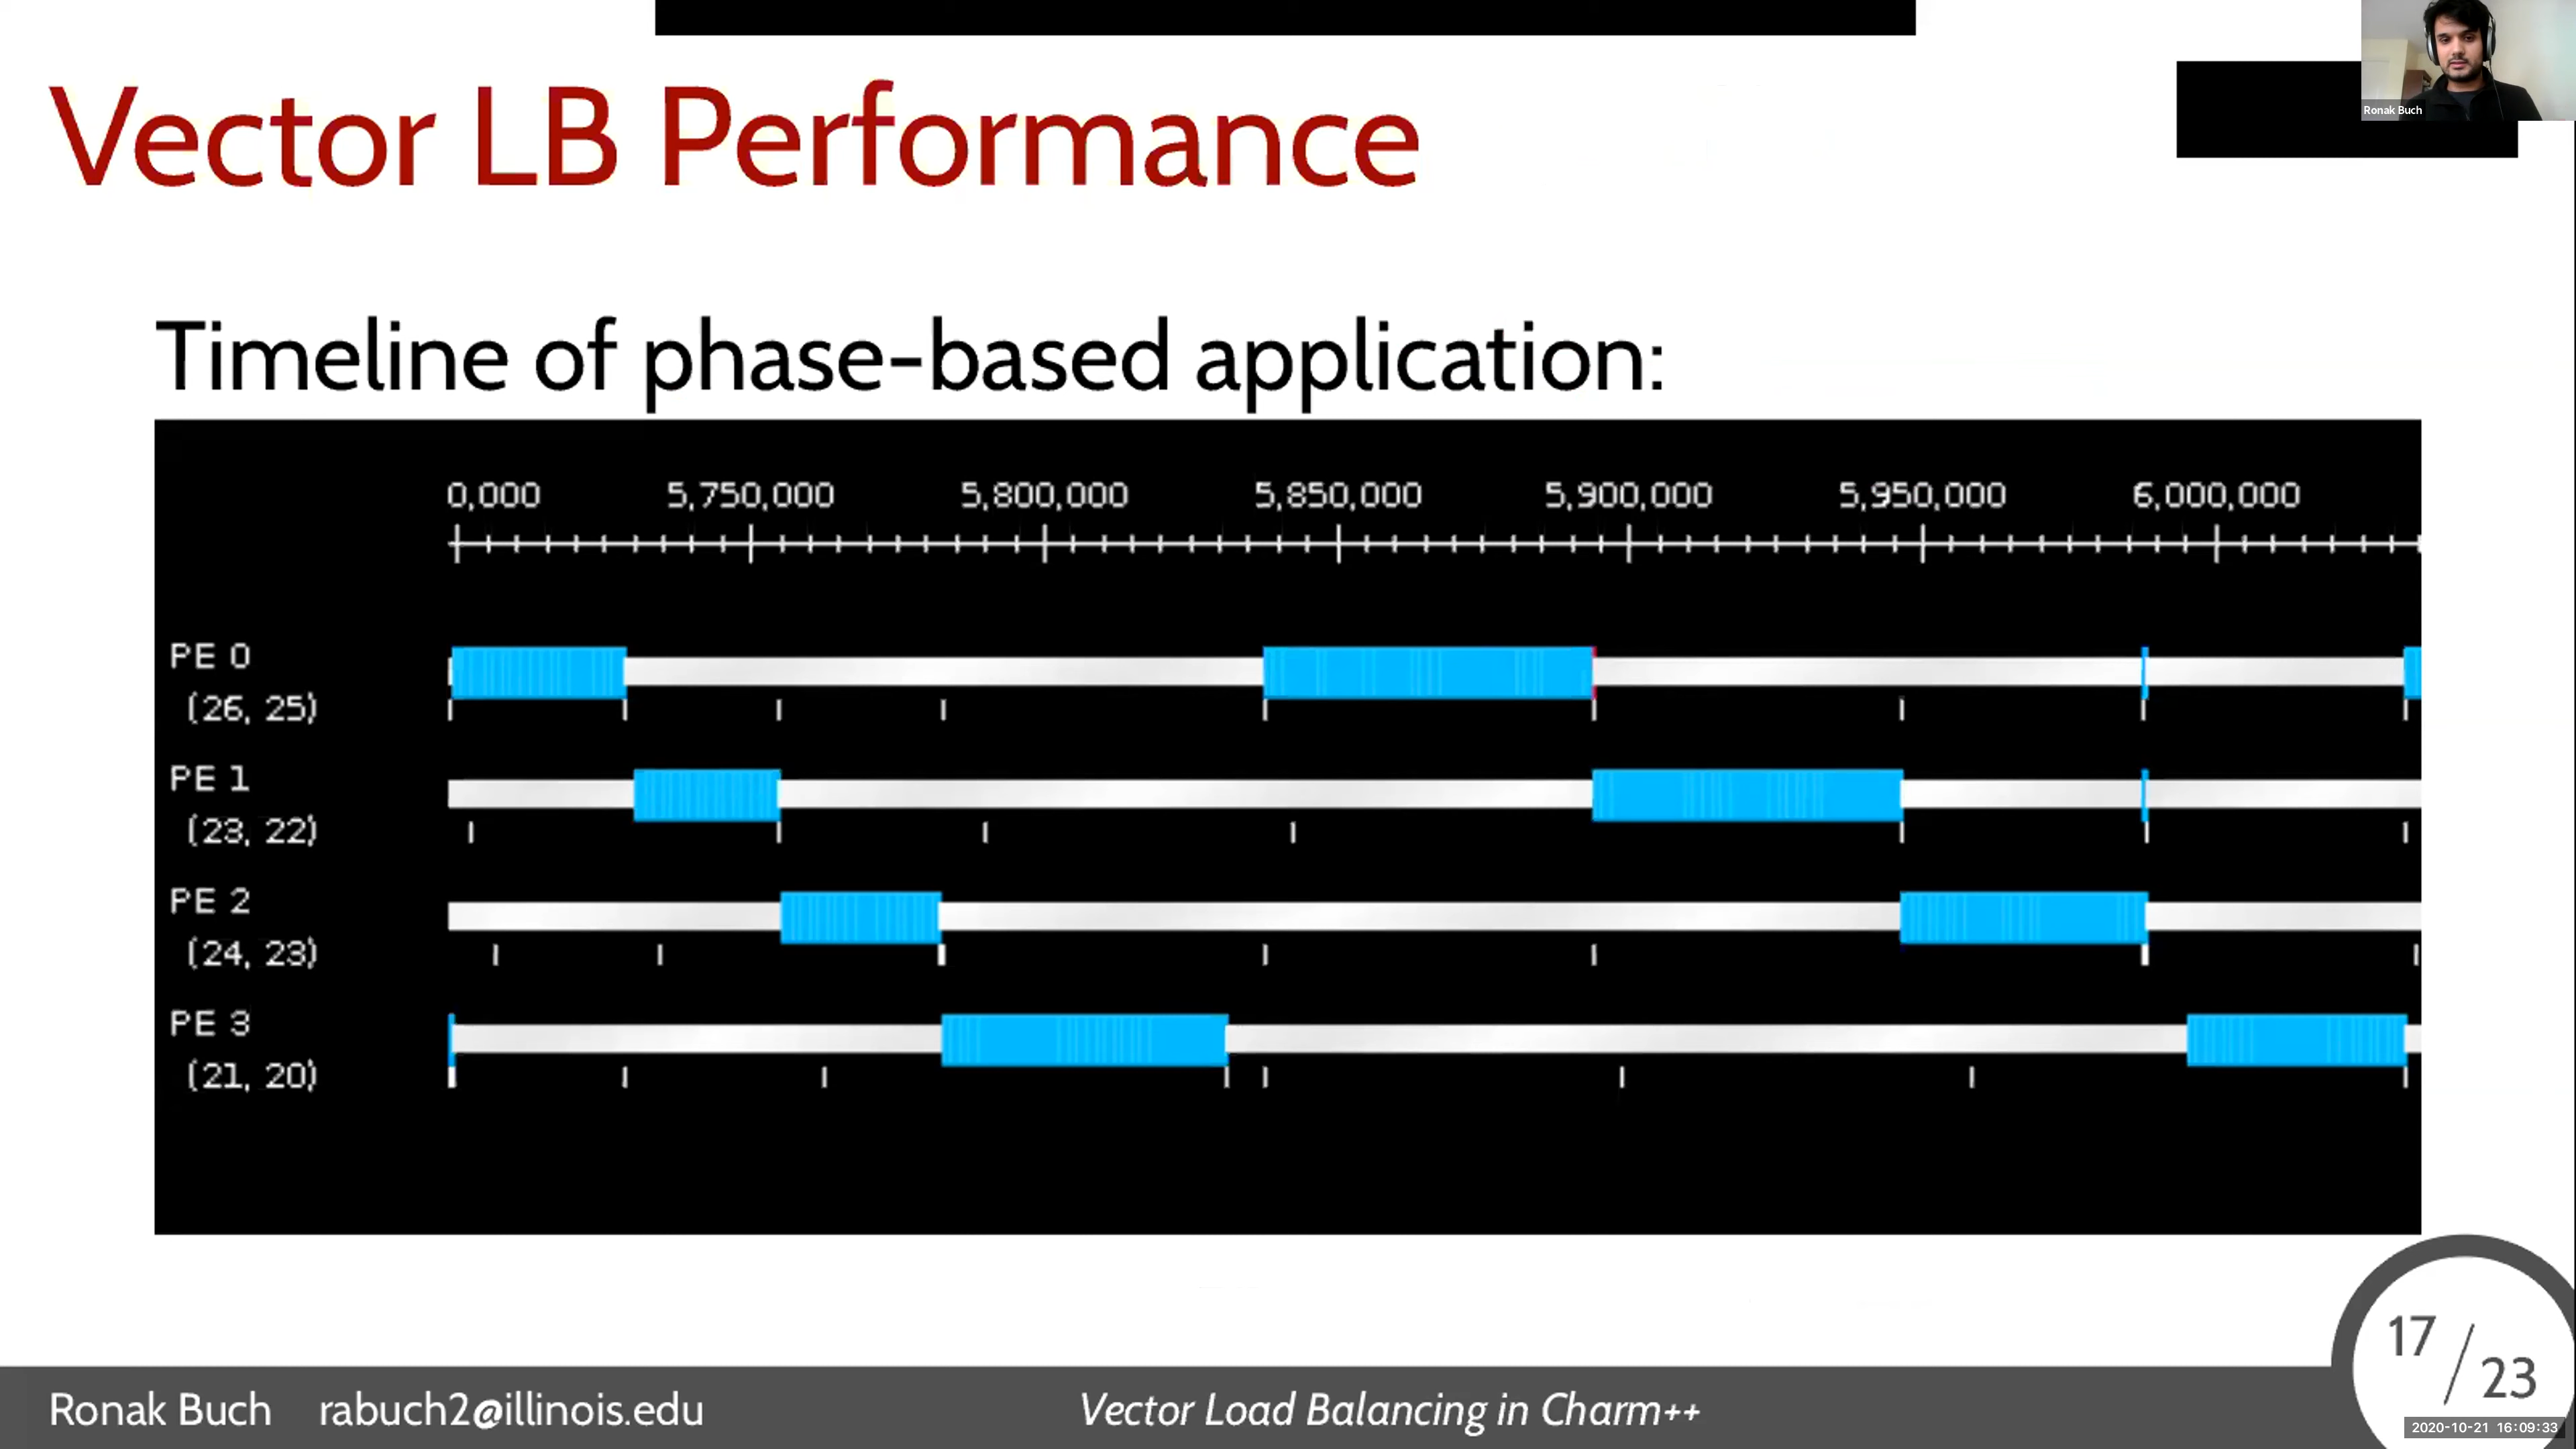 Vector LB Performance
Ronak Buch
Timeline of phase-based application:
0,000 5,750,000 5,800,000 5,850,000 5,900,000 5,950,000 6,000,000
PE 0
(26, 25)
PE 1
(23, 22)
PE 2
(24, 23)
PE 3
(21, 20)
17/23
Ronak Buch rabuch2@illinois.edu Vector Load Balancing in Charm++
2020-10-21 16:09:33